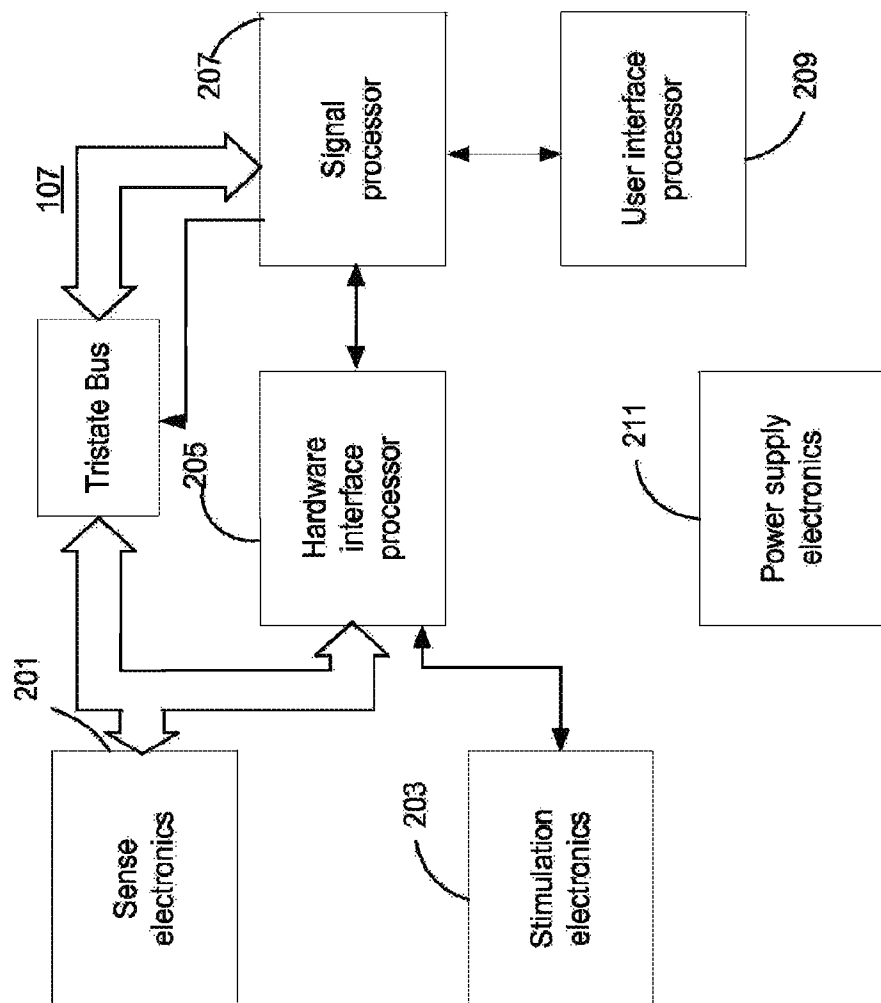 107
Tristate Bus
201
Sense
electronics
205
Hardware
interface
processor
207
Signal
processor
203
Stimulation
electronics
211
Power supply
electronics
User interface
processor
209